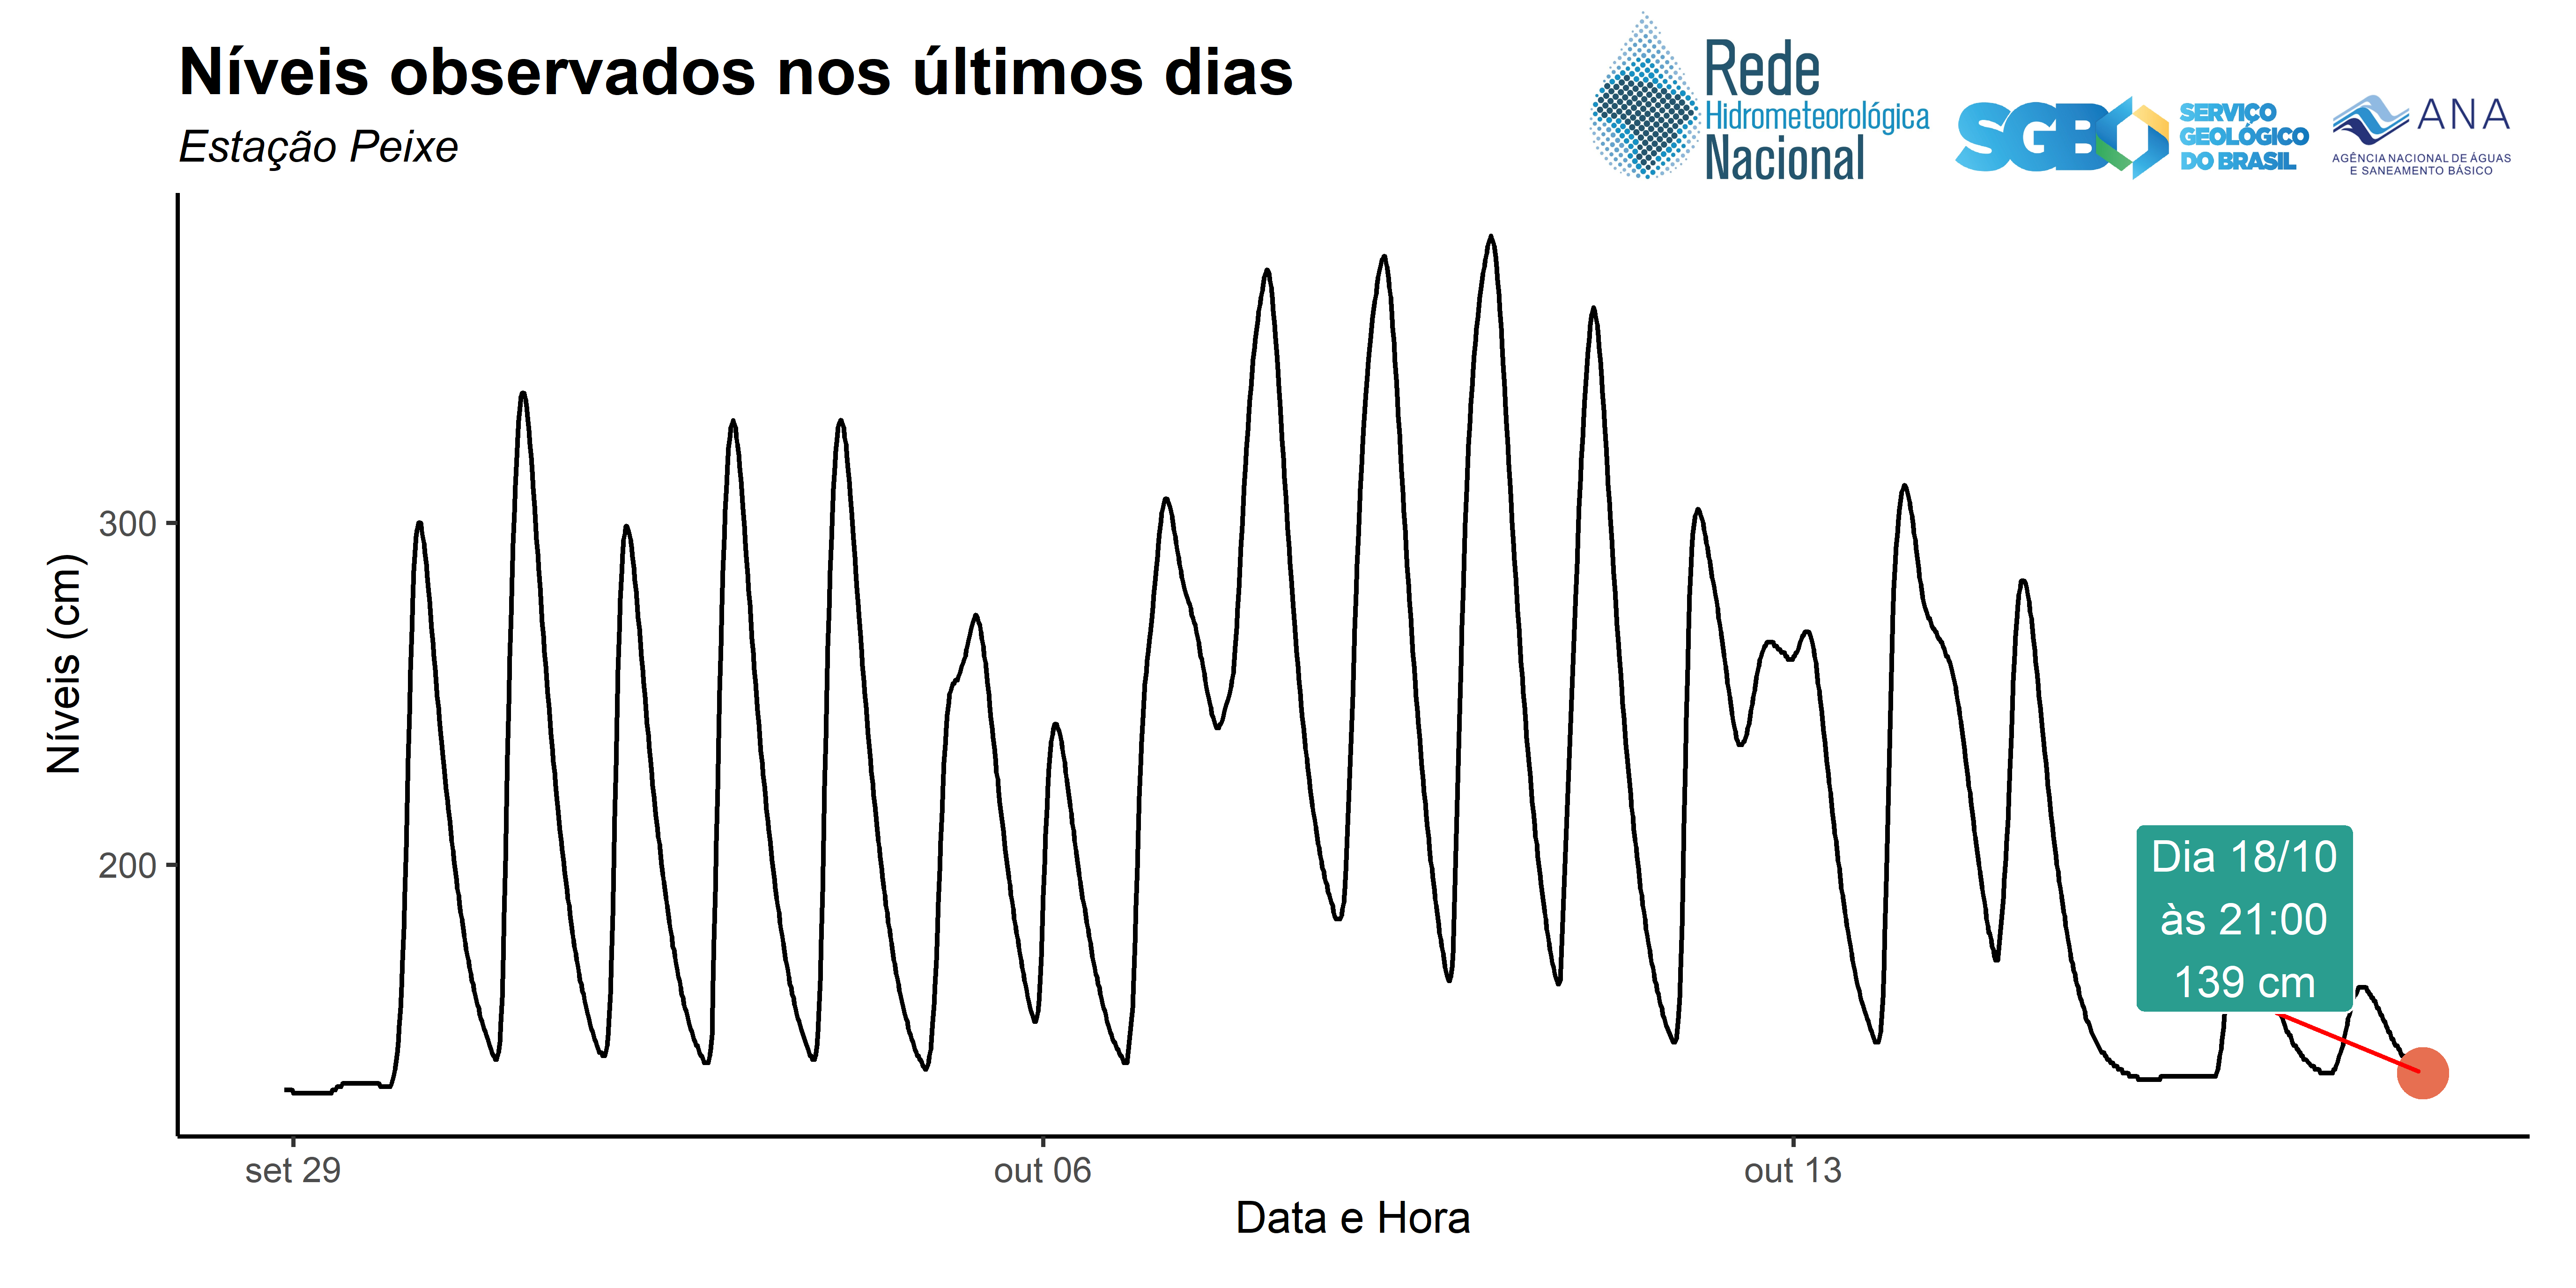 Níveis observados nos últimos dias
Estação Peixe
Rede
Hidrometeorológica
Nacional
SGB
SERVIÇO
GEOLÓGICO
DO BRASIL
ANA
AGÊNCIA NACIONAL DE ÁGUAS
E SANEAMENTO BÁSICO
Níveis (cm)
300
200
Dia 18/10
às 21:00
139 cm
set 29
out 06
out 13
Data e Hora